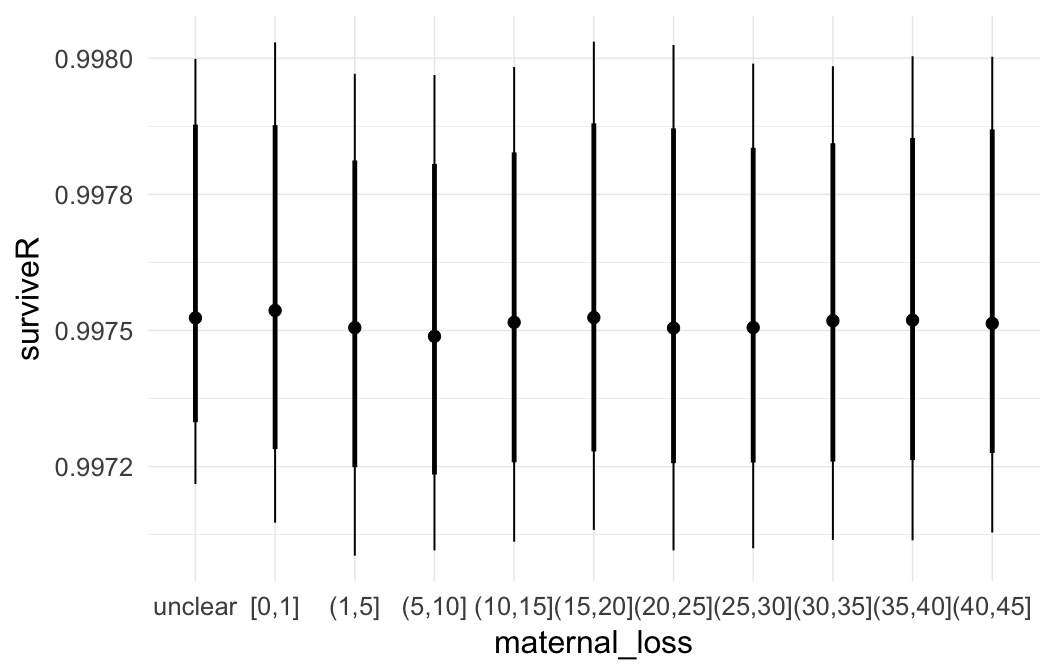 surviveR
0.9980
0.9978
0.9975
0.9972
unclear [0,1] (1,5] (5,10] (10,15] (15,20] (20,25] (25,30] (30,35] (35,40] (40,45]
maternal_loss